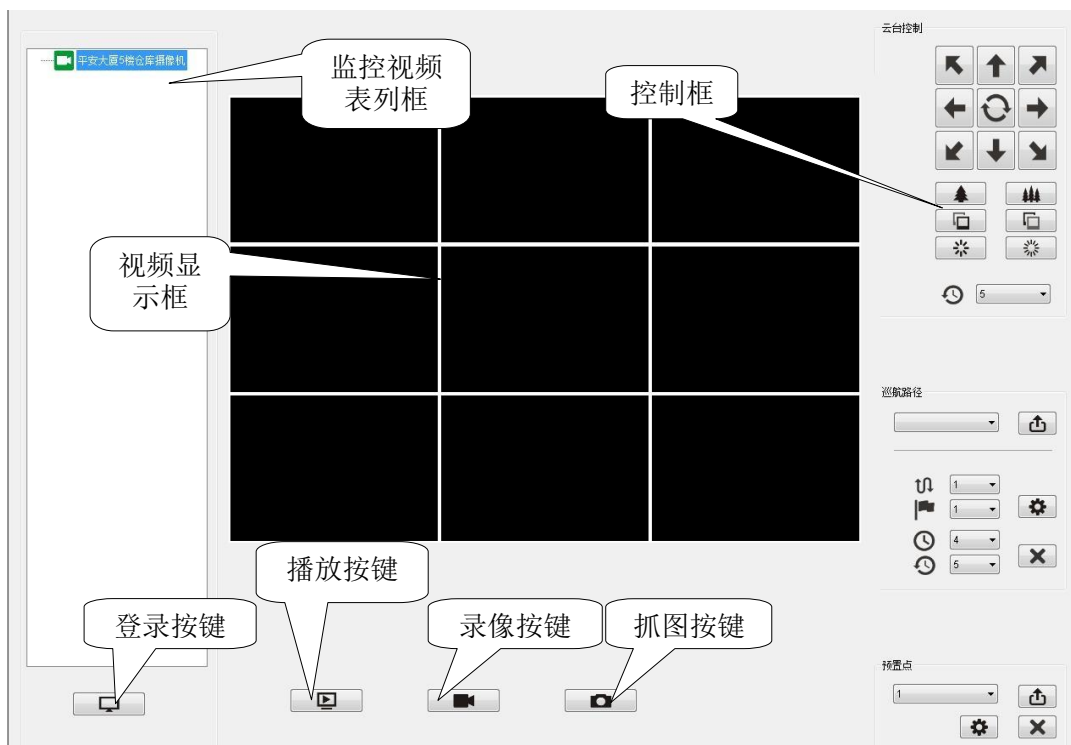 云台控制
平安大厦5楼仓库摄像机
监控视频
表列框
控制框
视频显
示框
5
巡航路径
1
1
4
5
播放按键
登录按键
录像按键
抓图按键
预置点
1